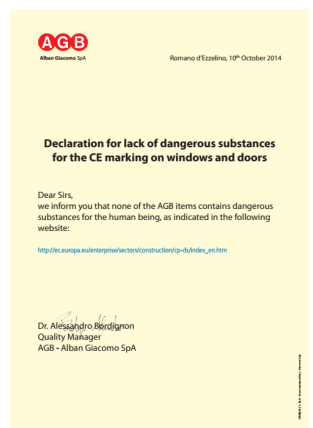 AGB
Alban Giacomo SpA
Romano d'Ezzelino, 10th October 2014
Declaration for lack of dangerous substances
for the CE marking on windows and doors
Dear Sirs,
we inform you that none of the AGB items contains dangerous
substances for the human being, as indicated in the following
website:
http://ec.europa.eu/enterprise/sectors/construction/cp-ds/index_en.htm
Dr. Alessandro Bordignon
Quality Manager
AGB - Alban Giacomo SpA